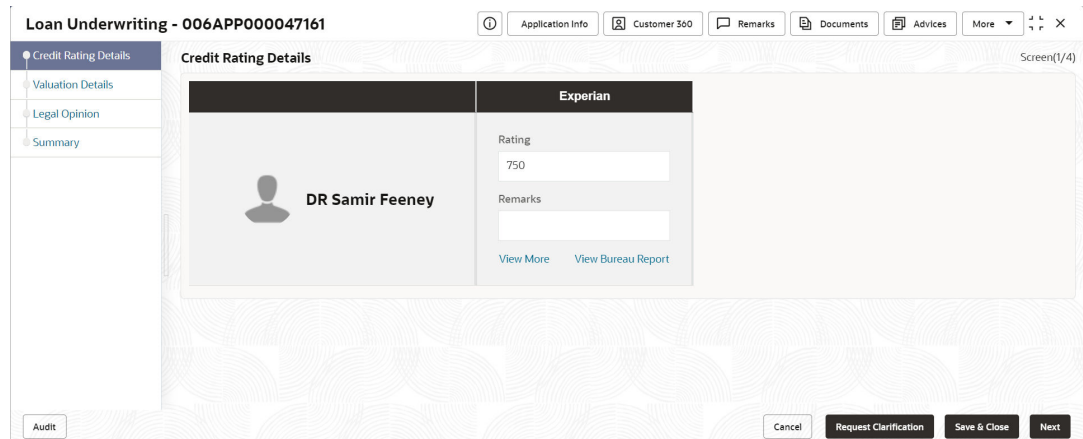 Loan Underwriting - 006APP000047161
Application Info
Customer 360
Remarks
Documents
Advices
More
Credit Rating Details
Valuation Details
Legal Opinion
Summary
Credit Rating Details
Screen(1/4)
Experian
DR Samir Feeney
Rating
750
Remarks
View More View Bureau Report
Audit
Cancel
Request Clarification
Save & Close
Next